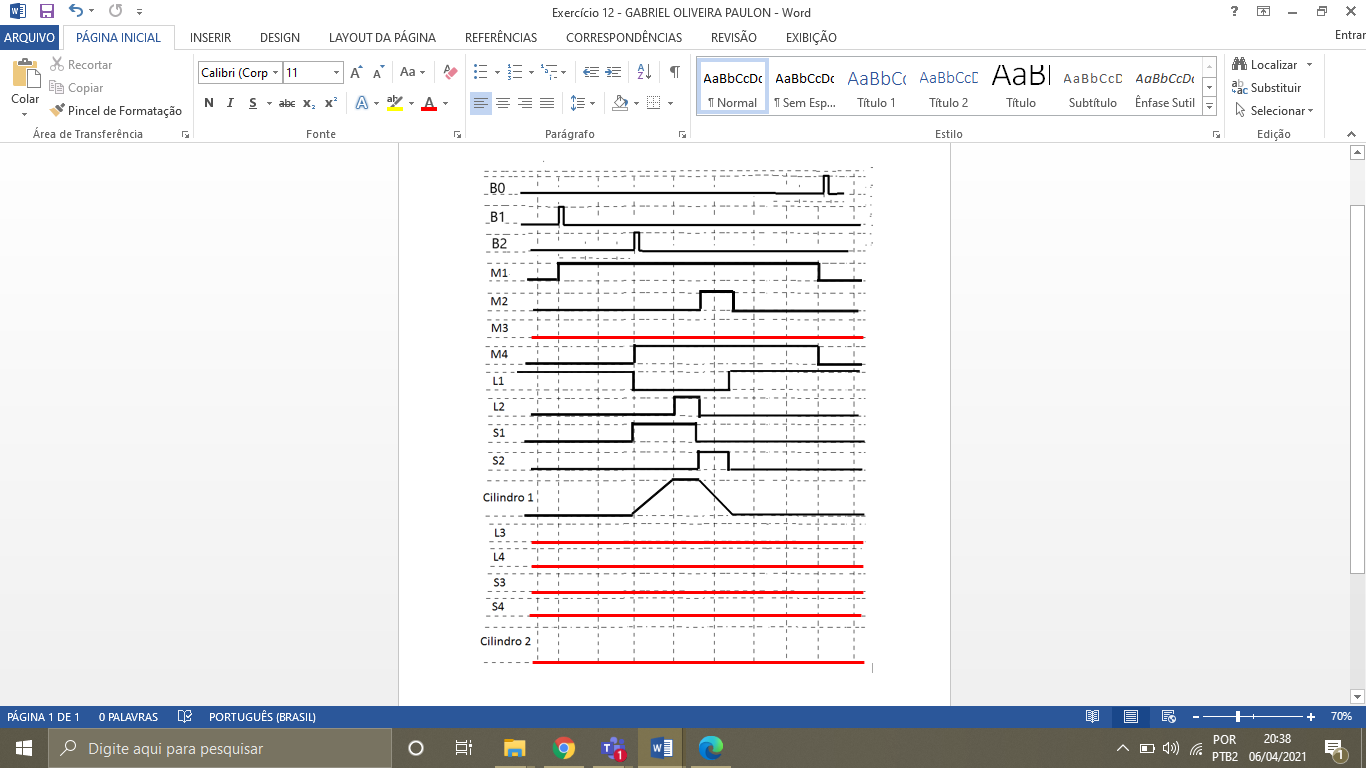 Exercício 12 - GABRIEL OLIVEIRA PAULON - Word
ARQUIVO PÁGINA INICIAL INSERIR DESIGN LAYOUT DA PÁGINA REFERÊNCIAS CORRESPONDÊNCIAS REVISÃO EXIBIÇÃO Entrar
Colar
Recortar
Copiar
Pincel de Formatação
Área de Transferência
Calibri (Corp 11
N I S abc x₂ x²
Fonte
Parágrafo
AaBbCcDc AaBbCcDc AaBbCc AaBbCcD AaBl AaBbCcD AaBbCcDc
¶ Normal ¶ Sem Esp... Título 1 Título 2 Título Subtítulo Ênfase Sutil
Estilo
Localizar
Substituir
Selecionar
Edição
B0
B1
B2
M1
M2
M3
M4
L1
L2
S1
S2
Cilindro 1
L3
L4
S3
S4
Cilindro 2
PÁGINA 1 DE 1 0 PALAVRAS PORTUGUÊS (BRASIL) 70%
Digite aqui para pesquisar
1
POR
PTB2
20:38
06/04/2021
1